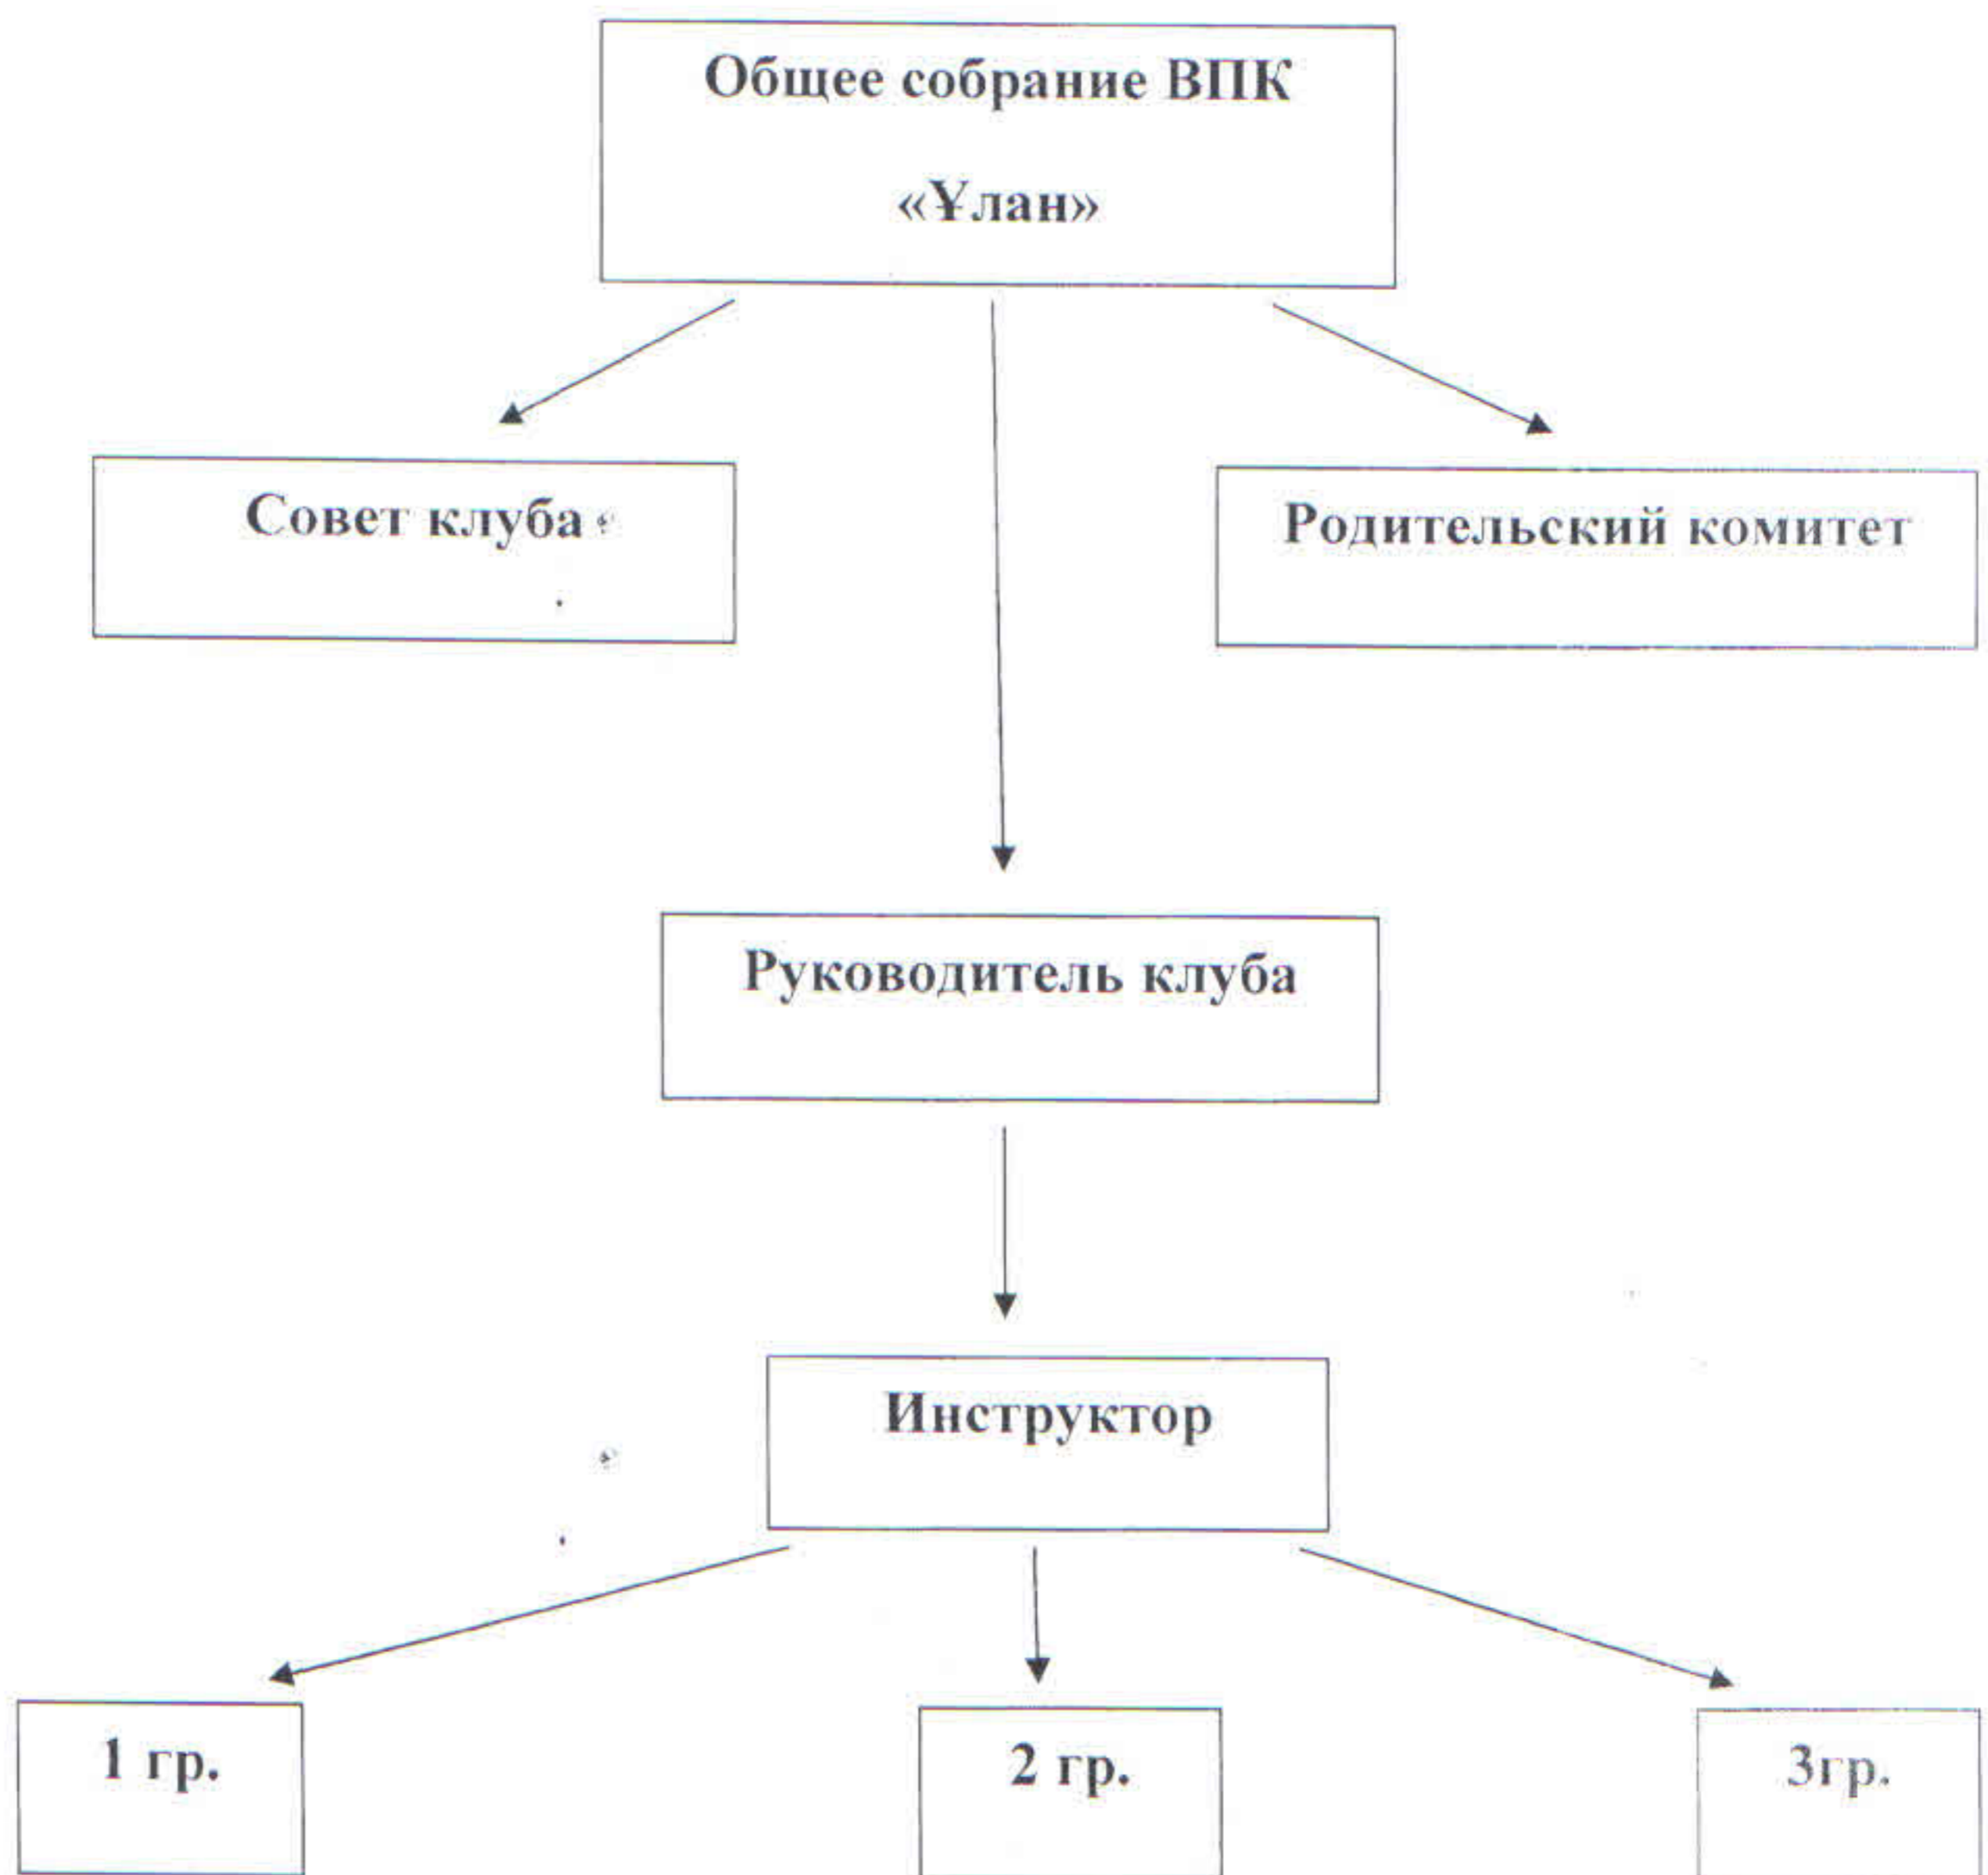 Общее собрание ВПК
«Ұлан»
Совет клуба
Родительский комитет
Руководитель клуба
Инструктор
1 гр.
2 гр.
3гр.